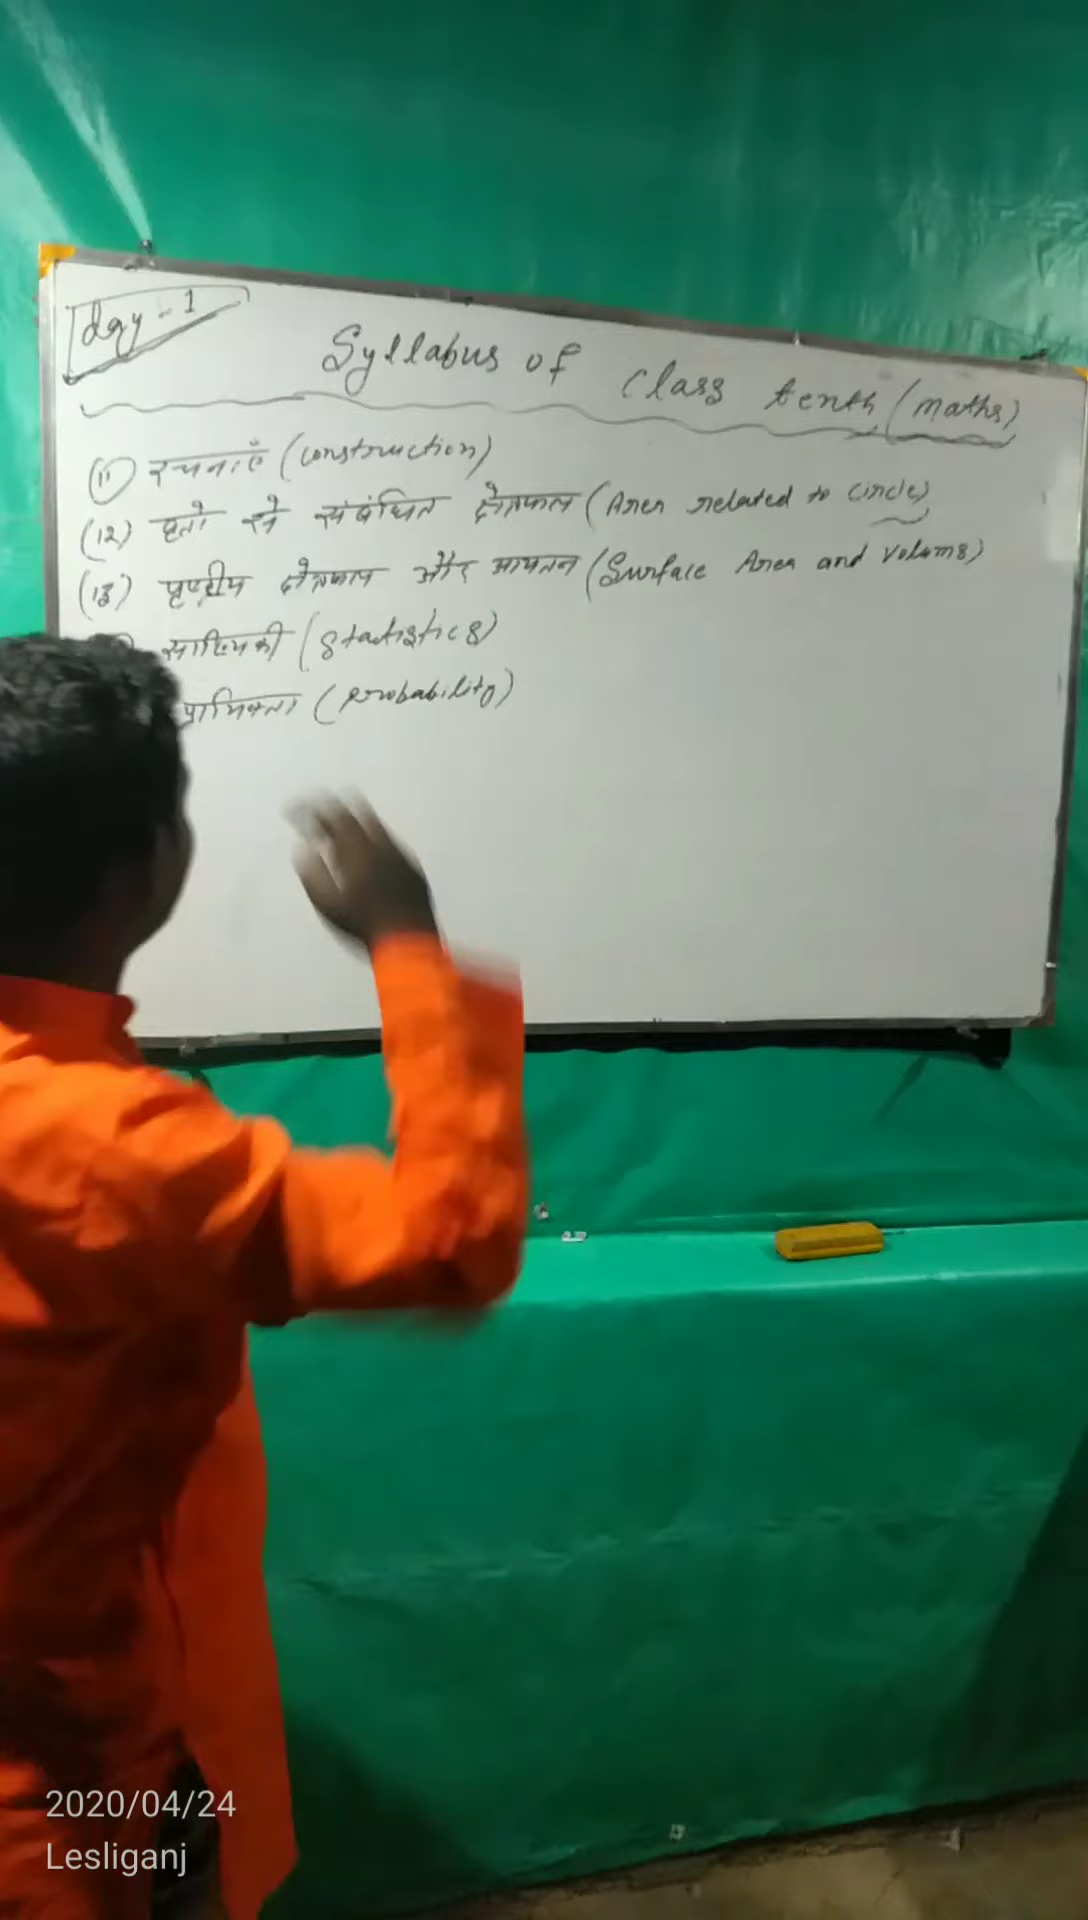 day - 1
Syllabus of class tenth (maths)
(11) रचनाएँ (construction)
(12) वृतो से संबंधित क्षेत्रफल (Area related to circle)
(13) पृष्ठीय क्षेत्रफल और आयतन (Surface Area and volume)
सांख्यिकी (Statistics)
प्रायिकता (Probability)
2020/04/24
Lesliganj